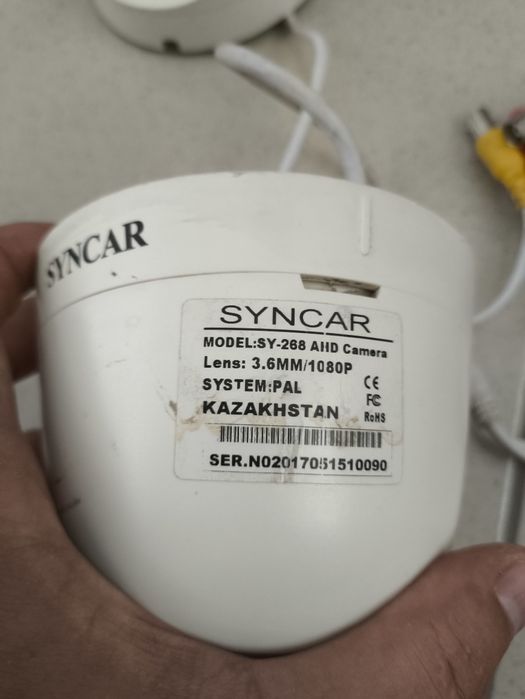 SYNCAR
SYNCAR
MODEL:SY-268 AHD Camera
Lens: 3.6MM/1080P
SYSTEM:PAL
CE
FC
KAZAKHSTAN
RoHS
SER.N02017051510090